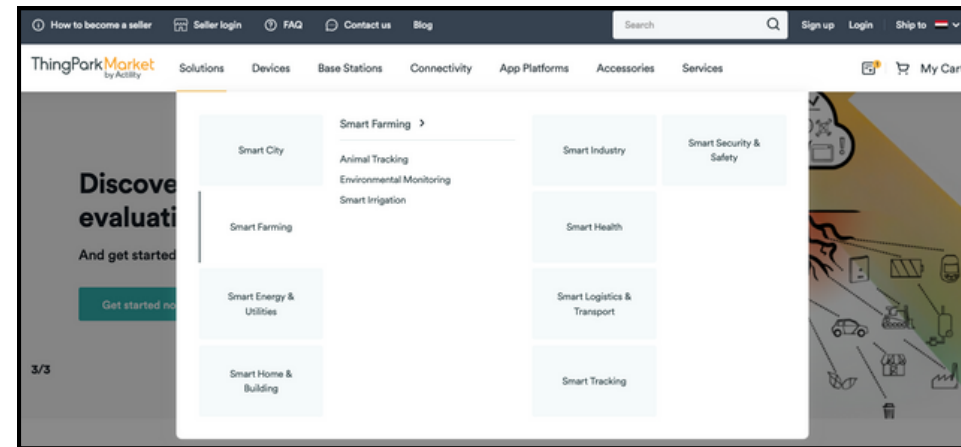 How to become a seller
Seller login
FAQ
Contact us
Blog
Search
Sign up
Login
Ship to
ThingPark Market
by Actility
Solutions
Devices
Base Stations
Connectivity
App Platforms
Accessories
Services
My Cart
Smart City
Smart Farming
Smart Energy &
Utilities
Smart Home &
Building
Smart Farming >
Animal Tracking
Environmental Monitoring
Smart Irrigation
Smart Industry
Smart Health
Smart Logistics &
Transport
Smart Tracking
Smart Security &
Safety
Discove
evaluati
And get started
Get started no
3/3